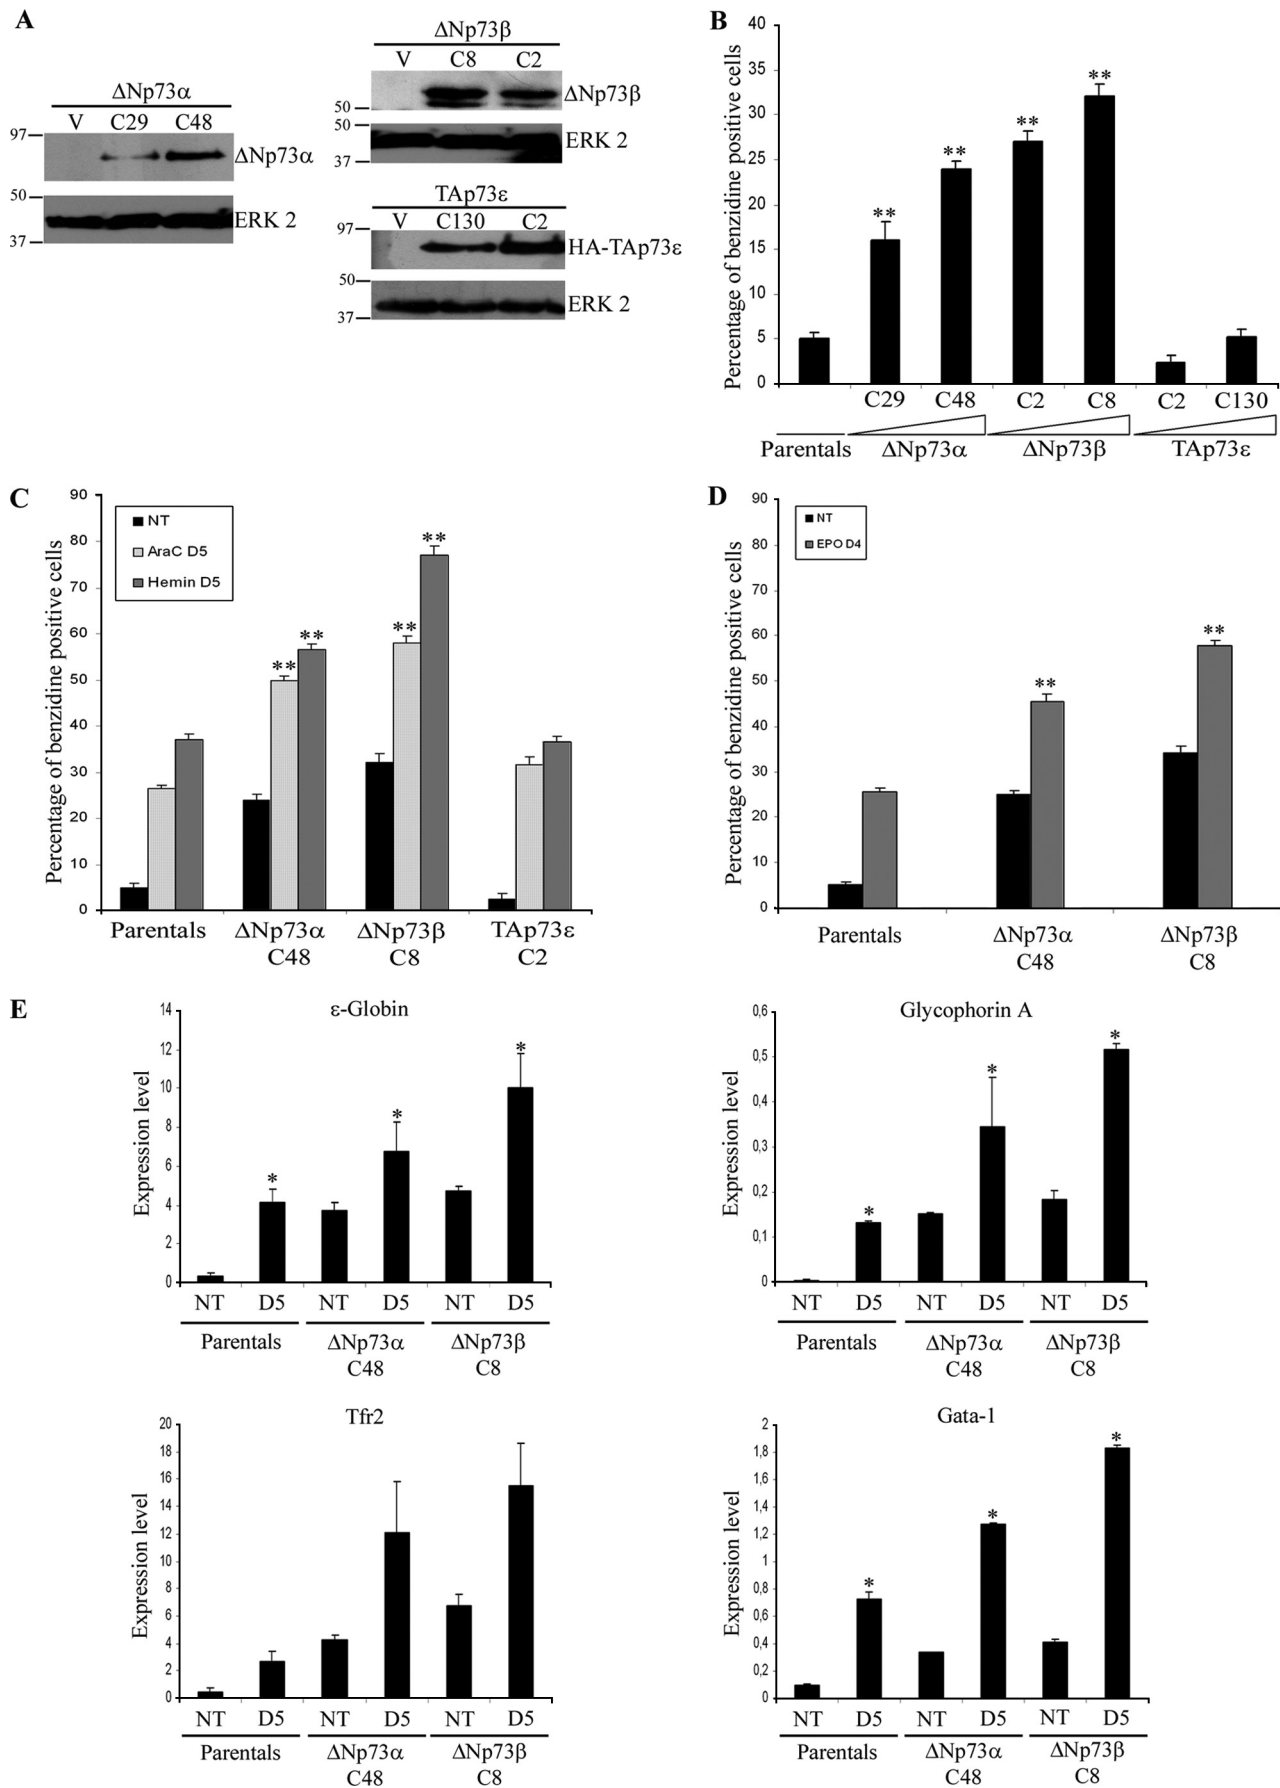 A
ΔNp73α
V C29 C48
97
ΔNp73α
50
ERK 2
37
ΔNp73β
V C8 C2
ΔNp73β
50
50
ERK 2
37
TAp73ε
V C130 C2
97
HA-TAp73ε
50
ERK 2
37
B
Percentage of benzidine positive cells
40
35
30
25
20
15
10
5
0
** ** ** **
C29 C48 C2 C8 C2 C130
Parentals ΔNp73α ΔNp73β TAp73ε
C
Percentage of benzidine positive cells
90
80
70
60
50
40
30
20
10
0
NT
AraC D5
Hemin D5
** ** ** **
Parentals ΔNp73α ΔNp73β TAp73ε
C48 C8 C2
D
Percentage of benzidine positive cells
90
80
70
60
50
40
30
20
10
0
NT
EPO D4
** **
Parentals ΔNp73α ΔNp73β
C48 C8
E
ε-Globin
Expression level
14
12
10
8
6
4
2
0
* * *
NT D5 NT D5 NT D5
Parentals ΔNp73α ΔNp73β
C48 C8
Glycophorin A
Expression level
0,6
0,5
0,4
0,3
0,2
0,1
0
* * *
NT D5 NT D5 NT D5
Parentals ΔNp73α ΔNp73β
C48 C8
Tfr2
Expression level
20
18
16
14
12
10
8
6
4
2
0
NT D5 NT D5 NT D5
Parentals ΔNp73α ΔNp73β
C48 C8
Gata-1
Expression level
2
1,8
1,6
1,4
1,2
1
0,8
0,6
0,4
0,2
0
* * *
NT D5 NT D5 NT D5
Parentals ΔNp73α ΔNp73β
C48 C8